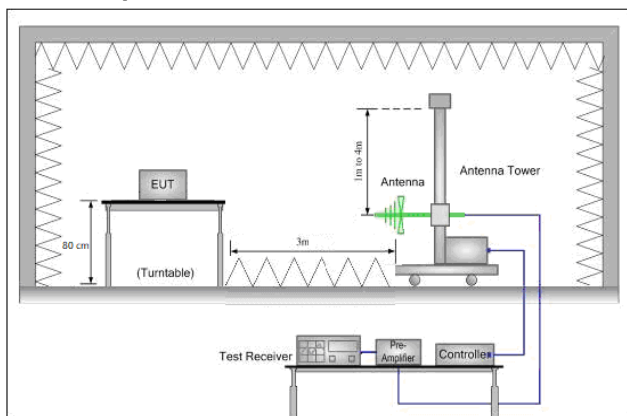 1m to 4m
Antenna Tower
Antenna
EUT
80 cm
3m
(Turntable)
Test Receiver
Pre-
Amplifier
Controller